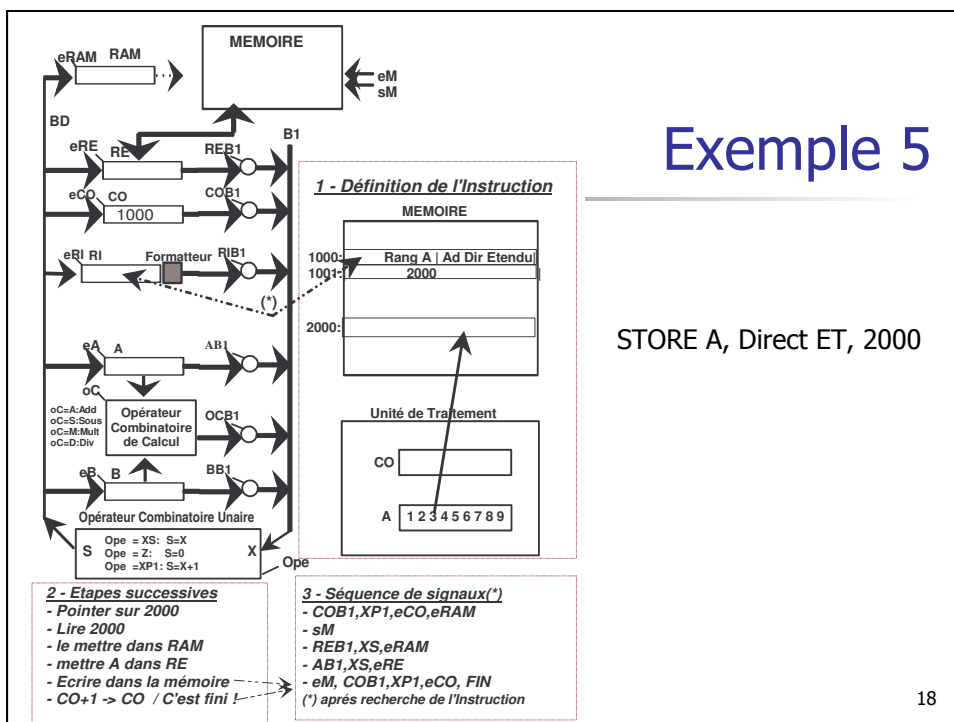 Exemple 5
STORE A, Direct ET, 2000
MEMOIRE
eRAM RAM
eM
sM
BD
B1
eRE RE REB1
eCO CO COB1
1000
eRI RI Formatteur RIB1
(*)
eA A AB1
oC
oC=A:Add
oC=S:Sous
oC=M:Mult
oC=D:Div
Opérateur
Combinatoire
de Calcul
OCB1
eB B BB1
Opérateur Combinatoire Unaire
S
Ope = XS: S=X
Ope = Z: S=0
Ope =XP1: S=X+1
X
Ope
1 - Définition de l'Instruction
MEMOIRE
1000: Rang A | Ad Dir Etendu|
1001: 2000 |
2000:
Unité de Traitement
CO
A 1 2 3 4 5 6 7 8 9
2 - Etapes successives
- Pointer sur 2000
- Lire 2000
- le mettre dans RAM
- mettre A dans RE
- Ecrire dans la mémoire
- CO+1 -> CO / C'est fini !
3 - Séquence de signaux(*)
- COB1,XP1,eCO,eRAM
- sM
- REB1,XS,eRAM
- AB1,XS,eRE
- eM, COB1,XP1,eCO, FIN
(*) aprés recherche de l'Instruction
18